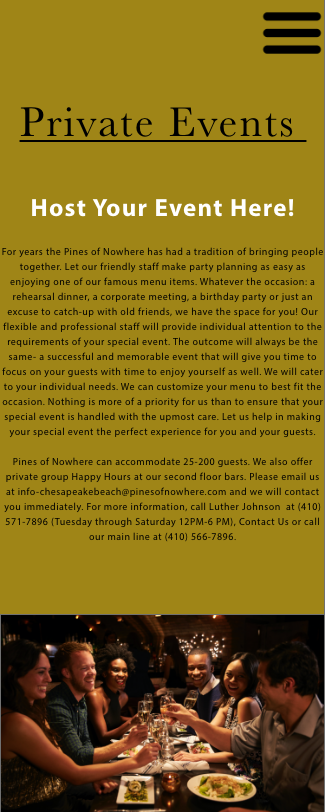 Private Events
Host Your Event Here!
For years the Pines of Nowhere has had a tradition of bringing people
together. Let our friendly staff make party planning as easy as
enjoying one of our famous menu items. Whatever the occasion: a
rehearsal dinner, a corporate meeting, a birthday party or just an
excuse to catch-up with old friends, we have the space for you! Our
flexible and professional staff will provide individual attention to the
requirements of your special event. The outcome will always be the
same- a successful and memorable event that will give you time to
focus on your guests with time to enjoy yourself as well. We will cater
to your individual needs. We can customize your menu to best fit the
occasion. Nothing is more of a priority for us than to ensure that your
special event is handled with the upmost care. Let us help in making
your special event the perfect experience for you and your guests.
Pines of Nowhere can accommodate 25-200 guests. We also offer
private group Happy Hours at our second floor bars. Please email us
at info-chesapeakebeach@pinesofnowhere.com and we will contact
you immediately. For more information, call Luther Johnson at (410)
571-7896 (Tuesday through Saturday 12PM-6 PM), Contact Us or call
our main line at (410) 566-7896.